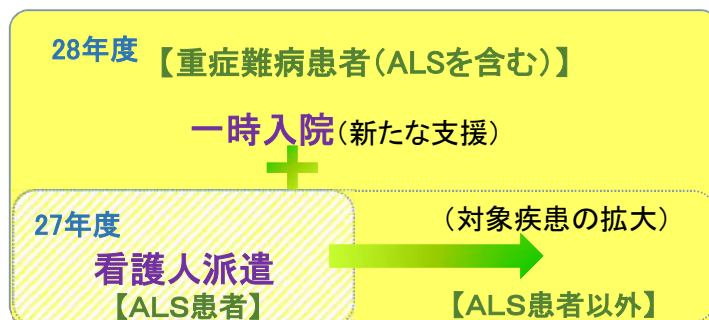 28年度 【重症難病患者(ALSを含む)】
一時入院(新たな支援)
27年度
(対象疾患の拡大)
看護人派遣
【ALS患者】
【ALS患者以外】